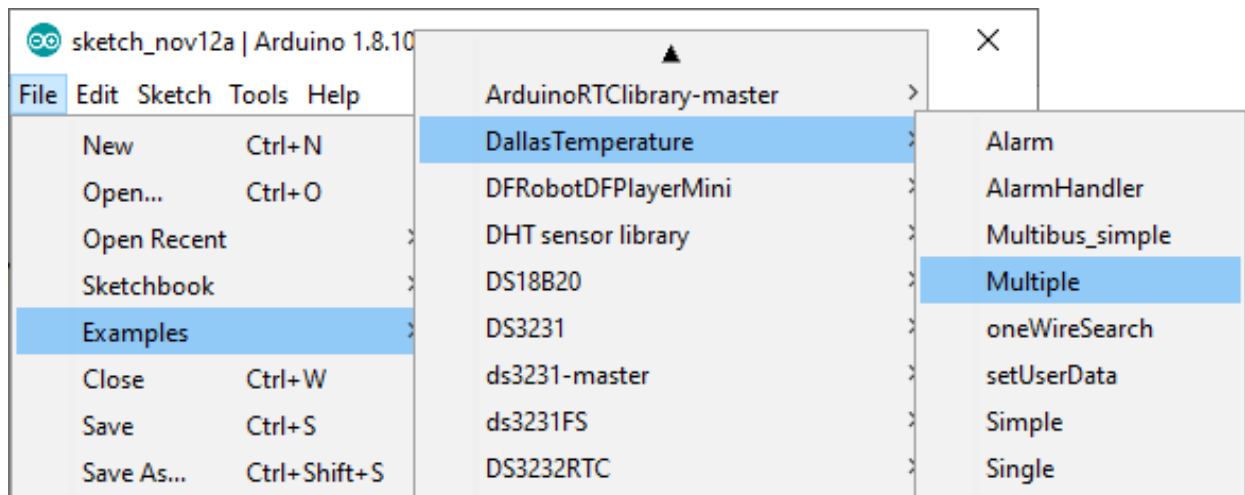 sketch_nov12a | Arduino 1.8.10
File Edit Sketch Tools Help
New Ctrl+N
Open... Ctrl+O
Open Recent
Sketchbook
Examples
Close Ctrl+W
Save Ctrl+S
Save As... Ctrl+Shift+S
ArduinoRTClibrary-master
DallasTemperature
DFRobotDFPlayerMini
DHT sensor library
DS18B20
DS3231
ds3231-master
ds3231FS
DS3232RTC
Alarm
AlarmHandler
Multibus_simple
Multiple
oneWireSearch
setUserData
Simple
Single